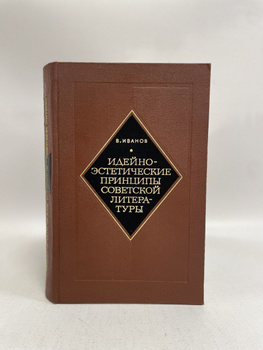 В. ИВАНОВ
ИДЕЙНО-
ЭСТЕТИЧЕСКИЕ
ПРИНЦИПЫ
СОВЕТСКОЙ
ЛИТЕРА-
ТУРЫ